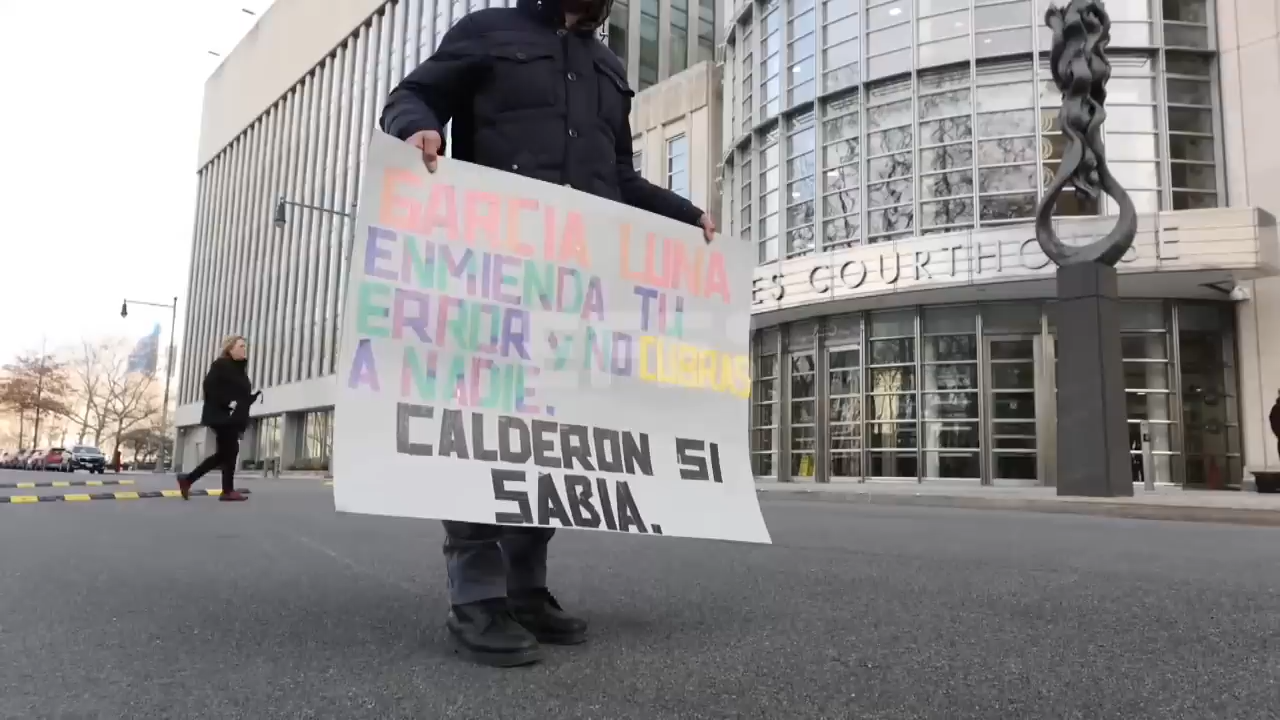 GARCIA LUNA
ENMIENDA TU
ERROR Y NO CUBRAS
A NADIE.
CALDERON SI
SABIA.
ES COURTHOUSE